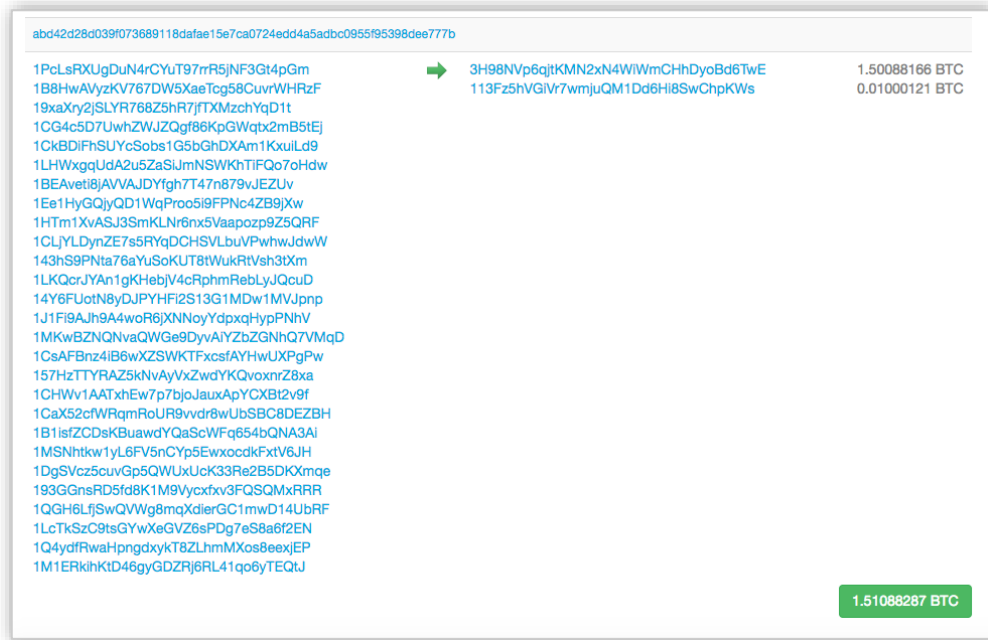 abd42d28d039f073689118dafae15e7ca0724edd4a5adbc0955f95398dee777b
1PcLsRXUgDuN4rCYuT97rrR5jNF3Gt4pGm
3H98NVp6qjtKMN2xN4WiWmCHhDyoBd6TwE 1.50088166 BTC
1B8HwAVyzKV767DW5XaeTcg58CuvrWHRzF
113Fz5hVGiVr7wmjuQM1Dd6Hi8SwChpKWs 0.01000121 BTC
19xaXry2jSLYR768Z5hR7jfTXMzchYqD1t
1CG4c5D7UwhZWJZQgf86KpGWqtx2mB5tEj
1CkBDiFhSUYcSobs1G5bGhDXAm1KxuiLd9
1LHWxgqUdA2u5ZaSiJmNSWKhTiFQo7oHdw
1BEAveti8jAVVAJDYfgh7T47n879vJEZUv
1Ee1HyGQjyQD1WqProo5i9FPNc4ZB9jXw
1HTm1XvASJ3SmKLNr6nx5Vaapozp9Z5QRF
1CLjYLDynZE7s5RYqDCHSVLbuVPwhwJdwW
143hS9PNta76aYuSoKUT8tWukRtVsh3tXm
1LKQcrJYAn1gKHebjV4cRphmRebLyJQcuD
14Y6FUotN8yDJPYHFi2S13G1MDw1MVJpnp
1J1Fi9AJh9A4woR6jXNNoyYdpxqHypPNhV
1MKwBZNQNvaQWGe9DyvAiYZbZGNhQ7VMqD
1CsAFBnz4iB6wXZSWKTFxcsfAYHwUXPgPw
157HzTTYRAZ5kNvAyVxZwdYKQvoxnrZ8xa
1CHWv1AATxhEw7p7bjoJauxApYCXBt2v9f
1CaX52cfWRqmRoUR9vvdr8wUbSBC8DEZBH
1B1isfZCDsKBuawdYQaScWFq654bQNA3Ai
1MSNhtkw1yL6FV5nCYp5EwxocdkFxtV6JH
1DgSVcz5cuvGp5QWUxUcK33Re2B5DKXmqe
193GGnsRD5fd8K1M9Vycxfxv3FQSQMxRRR
1QGH6LfjSwQVWg8mqXdierGC1mwD14UbRF
1LcTkSzC9tsGYwXeGVZ6sPDg7eS8a6f2EN
1Q4ydfRwaHpngdxykT8ZLhmMXos8eexjEP
1M1ERkihKtD46gyGDZRj6RL41qo6yTEQtJ
1.51088287 BTC